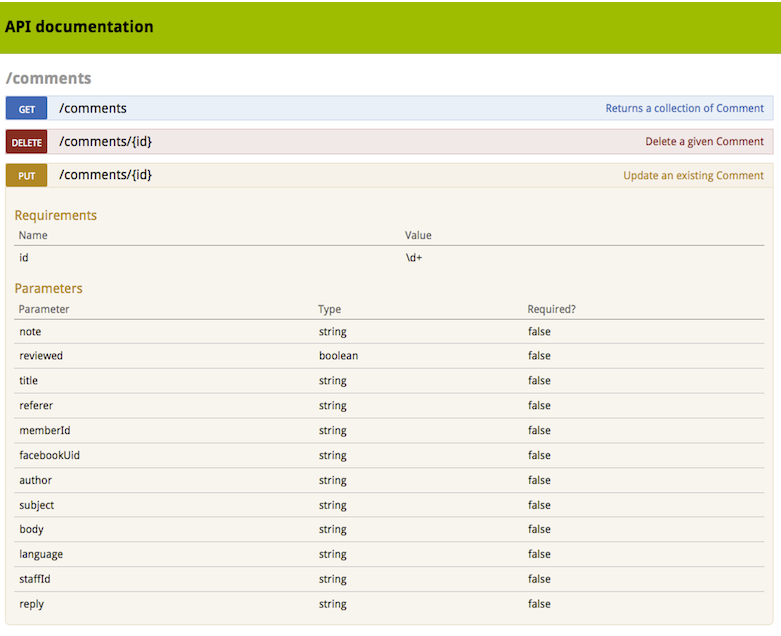 API documentation
/comments
GET /comments Returns a collection of Comment
DELETE /comments/{id} Delete a given Comment
PUT /comments/{id} Update an existing Comment
Requirements
Name Value
id \d+
Parameters
Parameter Type Required?
note string false
reviewed boolean false
title string false
referer string false
memberId string false
facebookUid string false
author string false
subject string false
body string false
language string false
staffId string false
reply string false